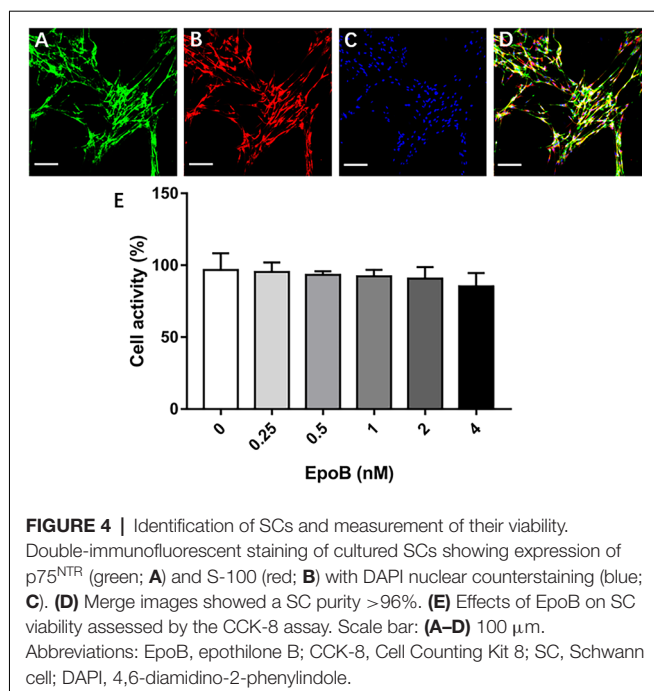 A B C D
E
150
100
50
0
Cell activity (%)
0 0.25 0.5 1 2 4
EpoB (nM)
FIGURE 4 | Identification of SCs and measurement of their viability.
Double-immunofluorescent staining of cultured SCs showing expression of
p75NTR (green; A) and S-100 (red; B) with DAPI nuclear counterstaining (blue;
C). (D) Merge images showed a SC purity >96%. (E) Effects of EpoB on SC
viability assessed by the CCK-8 assay. Scale bar: (A–D) 100 μm.
Abbreviations: EpoB, epothilone B; CCK-8, Cell Counting Kit 8; SC, Schwann
cell; DAPI, 4,6-diamidino-2-phenylindole.